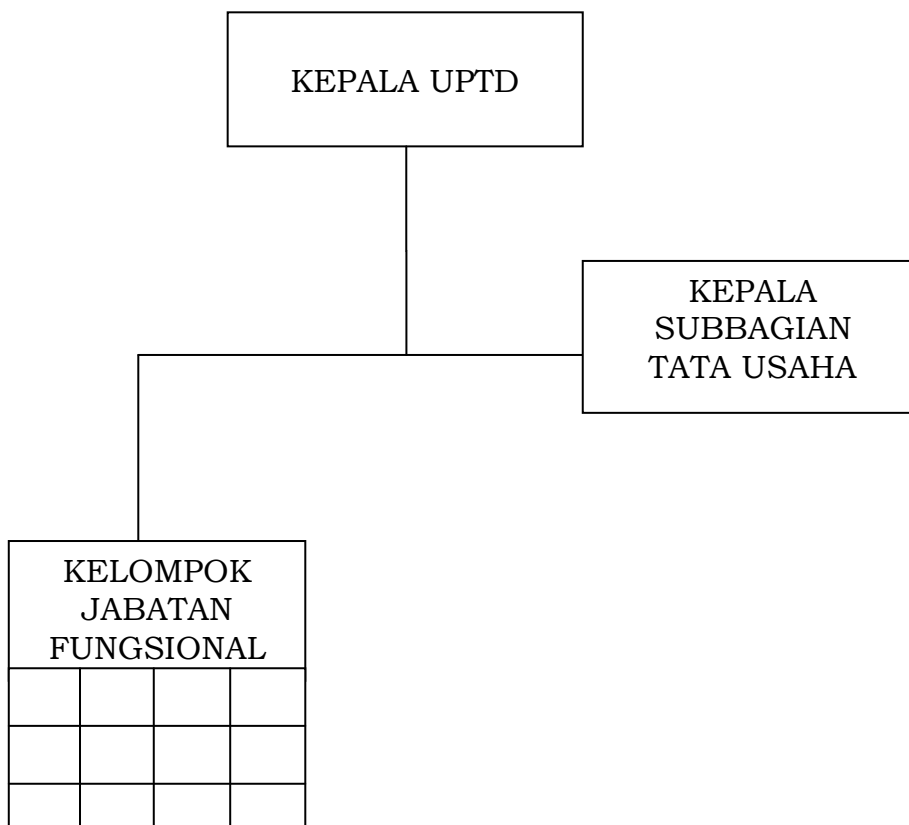 KEPALA UPTD
KEPALA
SUBBAGIAN
TATA USAHA
KELOMPOK
JABATAN
FUNGSIONAL